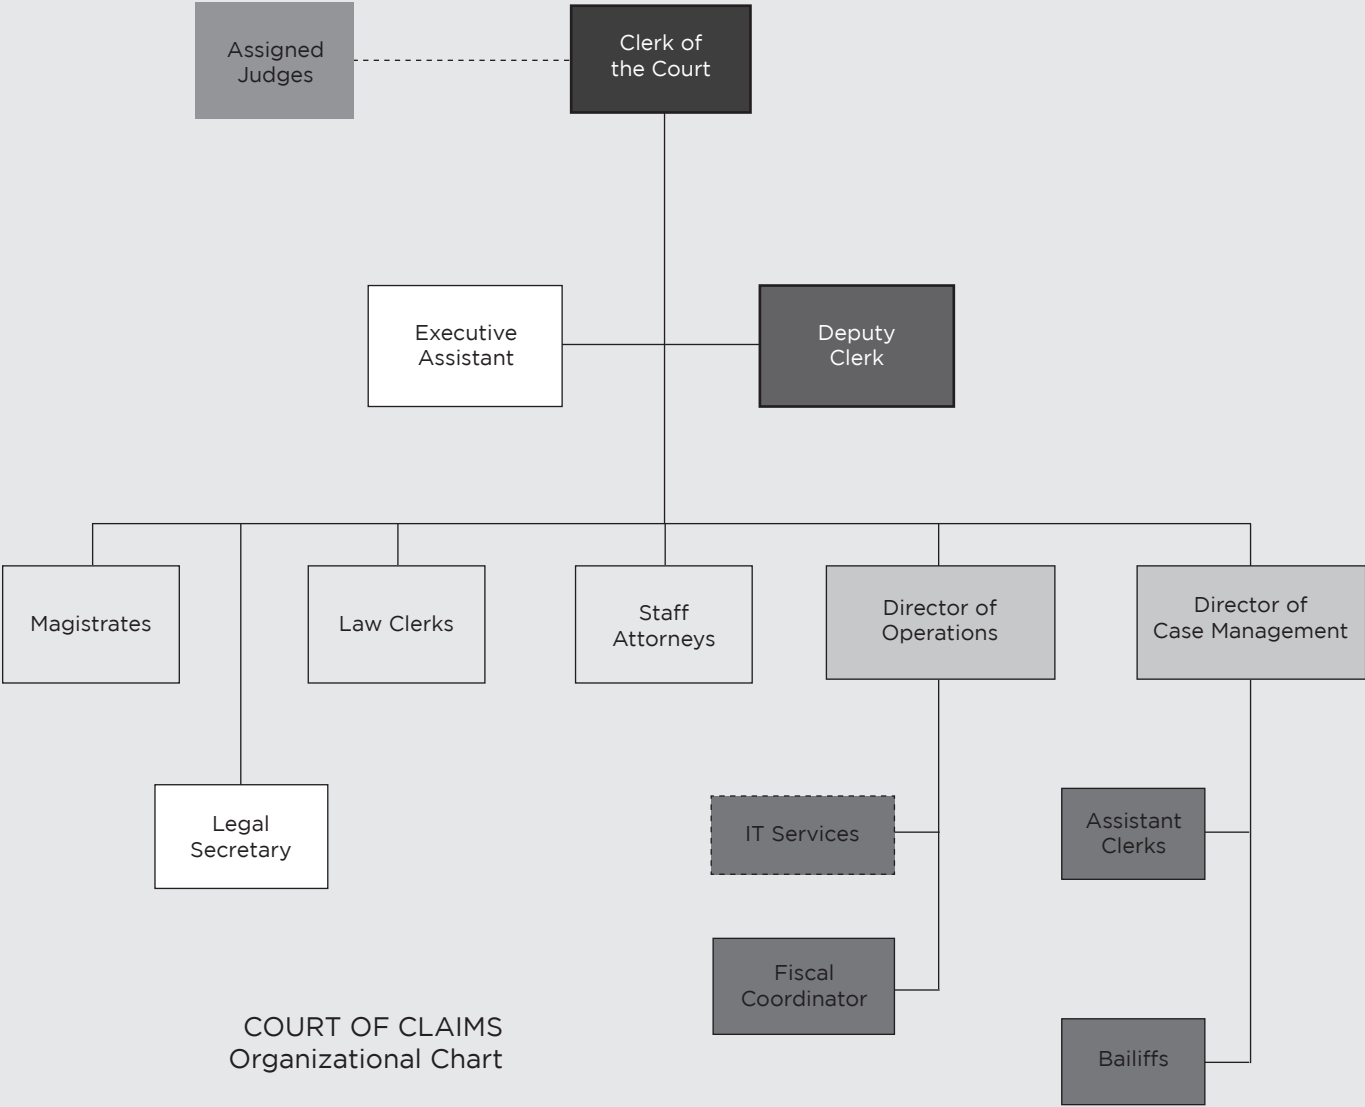 Assigned
Judges
Clerk of
the Court
Executive
Assistant
Deputy
Clerk
Magistrates
Law Clerks
Staff
Attorneys
Director of
Operations
Director of
Case Management
Legal
Secretary
IT Services
Assistant
Clerks
Fiscal
Coordinator
Bailiffs
COURT OF CLAIMS
Organizational Chart